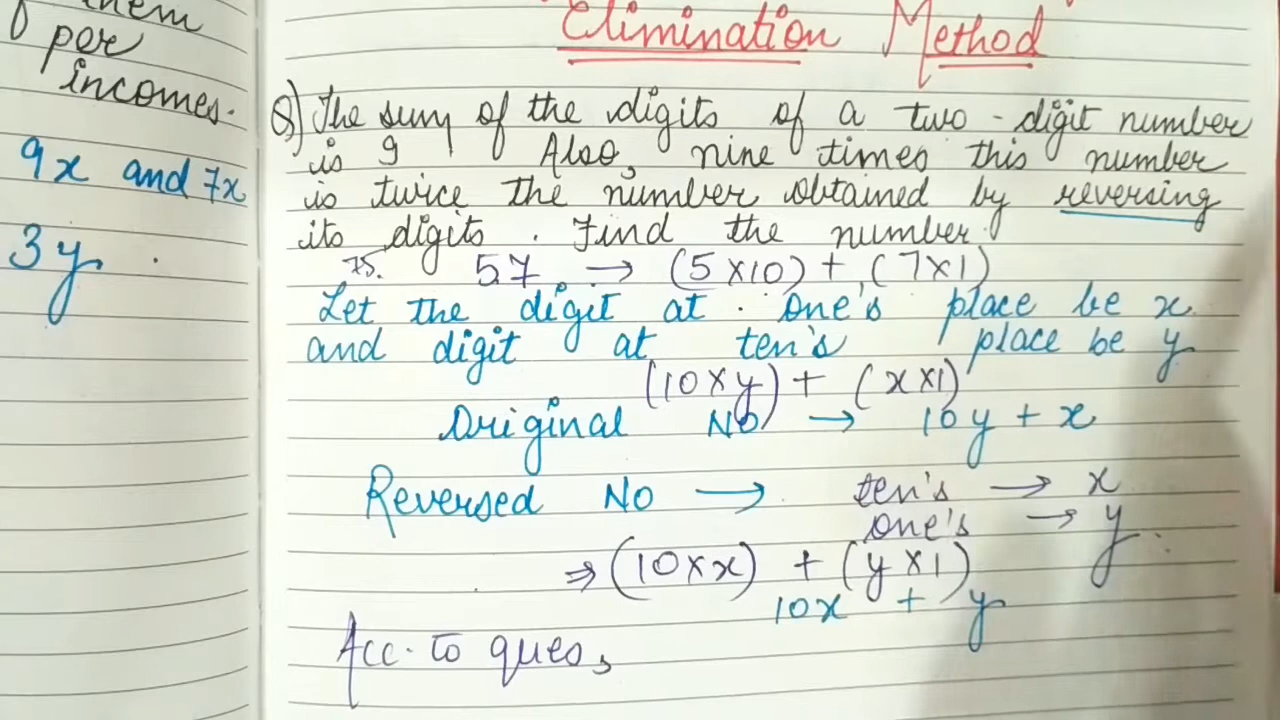 them
per
incomes.
9x and 7x
3y
Elimination Method
Q) The sum of the digits of a two-digit number
is 9 Also, nine times this number
is twice the number obtained by reversing
its digits. Find the number.
75. 57 → (5×10) + (7×1)
Let the digit at one's place be x
and digit at ten's place be y
(10×y) + (x×1)
Original No → 10y + x
Reversed No → ten's → x
one's → y
⇒ (10×x) + (y×1)
10x + y
Acc. to ques,